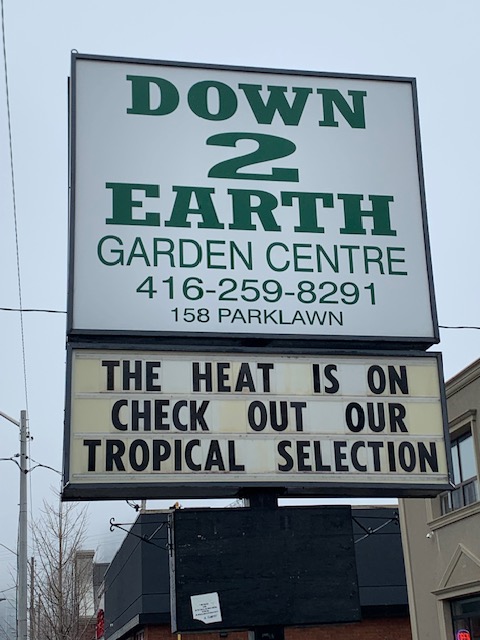 DOWN
2
EARTH
GARDEN CENTRE
416-259-8291
158 PARKLAWN
THE HEAT IS ON
CHECK OUT OUR
TROPICAL SELECTION